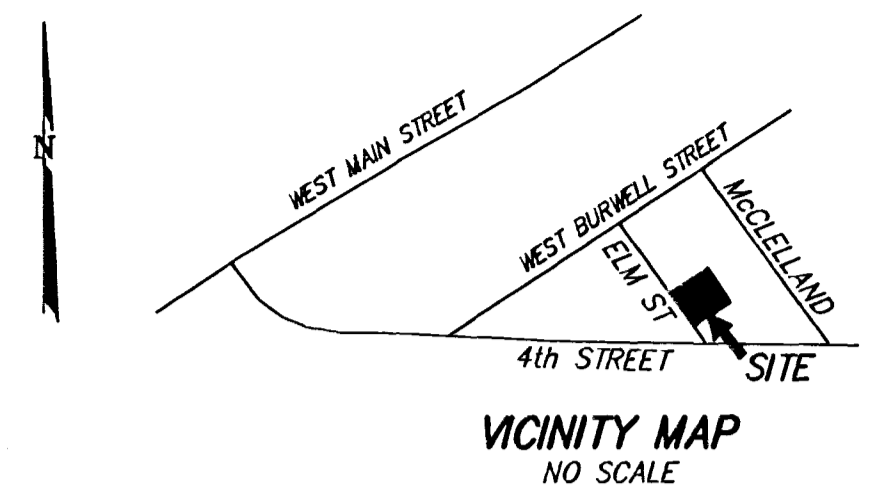 N
WEST MAIN STREET
WEST BURWELL STREET
McCLELLAND
ELM ST
4th STREET
SITE
VICINITY MAP
NO SCALE